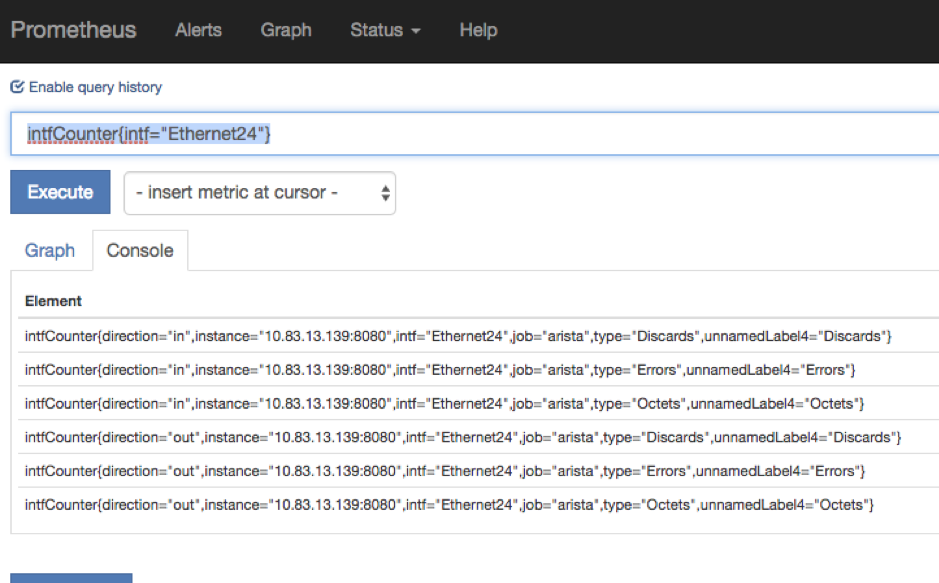 Prometheus Alerts Graph Status Help
Enable query history
intfCounter{intf="Ethernet24"}
Execute - insert metric at cursor -
Graph Console
Element
intfCounter{direction="in",instance="10.83.13.139:8080",intf="Ethernet24",job="arista",type="Discards",unnamedLabel4="Discards"}
intfCounter{direction="in",instance="10.83.13.139:8080",intf="Ethernet24",job="arista",type="Errors",unnamedLabel4="Errors"}
intfCounter{direction="in",instance="10.83.13.139:8080",intf="Ethernet24",job="arista",type="Octets",unnamedLabel4="Octets"}
intfCounter{direction="out",instance="10.83.13.139:8080",intf="Ethernet24",job="arista",type="Discards",unnamedLabel4="Discards"}
intfCounter{direction="out",instance="10.83.13.139:8080",intf="Ethernet24",job="arista",type="Errors",unnamedLabel4="Errors"}
intfCounter{direction="out",instance="10.83.13.139:8080",intf="Ethernet24",job="arista",type="Octets",unnamedLabel4="Octets"}